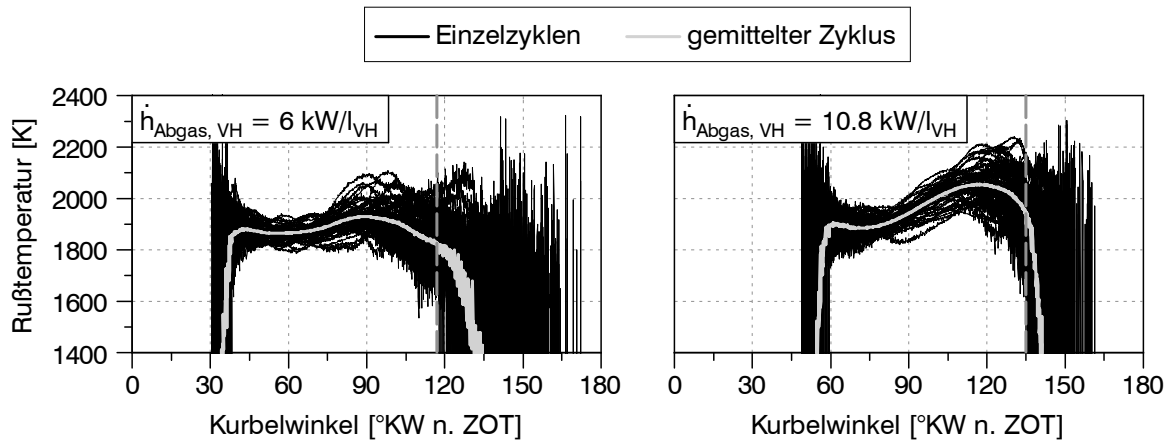 Einzelzyklen gemittelter Zyklus
ḣAbgas, VH = 6 kW/lVH
ḣAbgas, VH = 10.8 kW/lVH
Rußtemperatur [K]
2400
2200
2000
1800
1600
1400
0 30 60 90 120 150 180
0 30 60 90 120 150 180
Kurbelwinkel [°KW n. ZOT]
Kurbelwinkel [°KW n. ZOT]